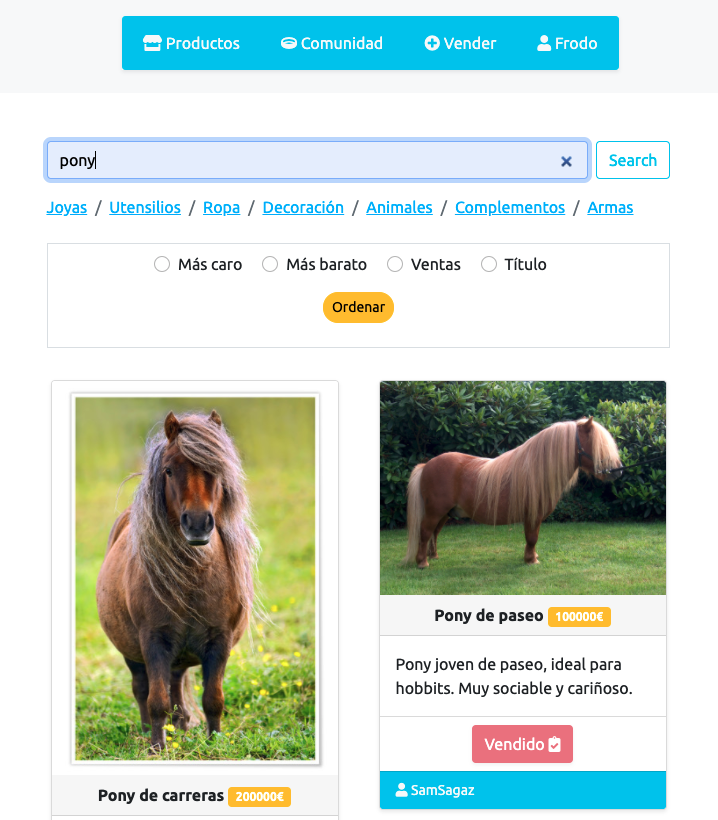 Productos Comunidad Vender Frodo
pony
Search
Joyas / Utensilios / Ropa / Decoración / Animales / Complementos / Armas
Más caro Más barato Ventas Título
Ordenar
Pony de paseo 100000€
Pony joven de paseo, ideal para
hobbits. Muy sociable y cariñoso.
Vendido
SamSagaz
Pony de carreras 200000€